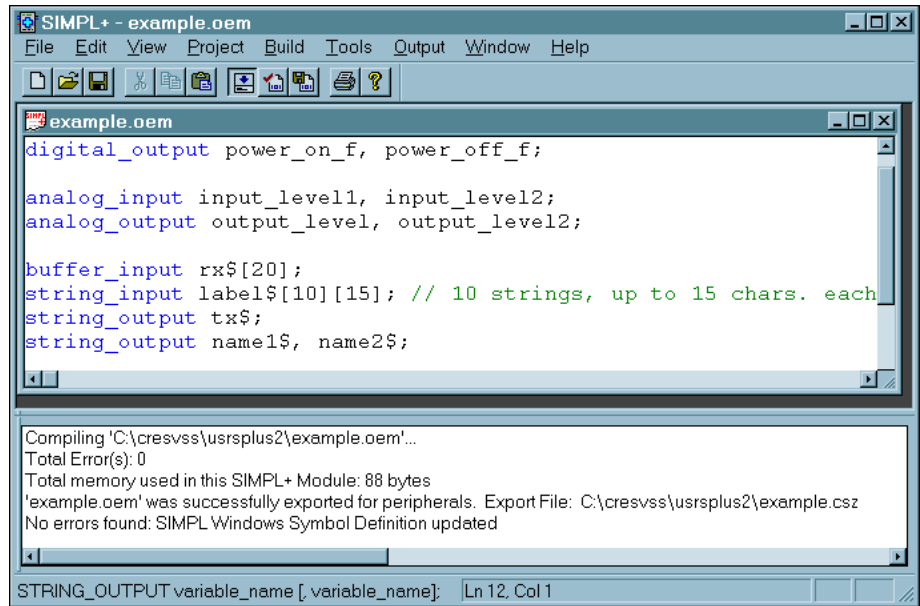 SIMPL+ - example.oem
File Edit View Project Build Tools Output Window Help
example.oem
digital_output power_on_f, power_off_f;
analog_input input_level1, input_level2;
analog_output output_level, output_level2;
buffer_input rx$[20];
string_input label$[10][15]; // 10 strings, up to 15 chars. each
string_output tx$;
string_output name1$, name2$;
Compiling 'C:\cresvss\usrsplus2\example.oem'...
Total Error(s): 0
Total memory used in this SIMPL+ Module: 88 bytes
'example.oem' was successfully exported for peripherals. Export File: C:\cresvss\usrsplus2\example.csz
No errors found: SIMPL Windows Symbol Definition updated
STRING_OUTPUT variable_name [, variable_name]; Ln 12, Col 1